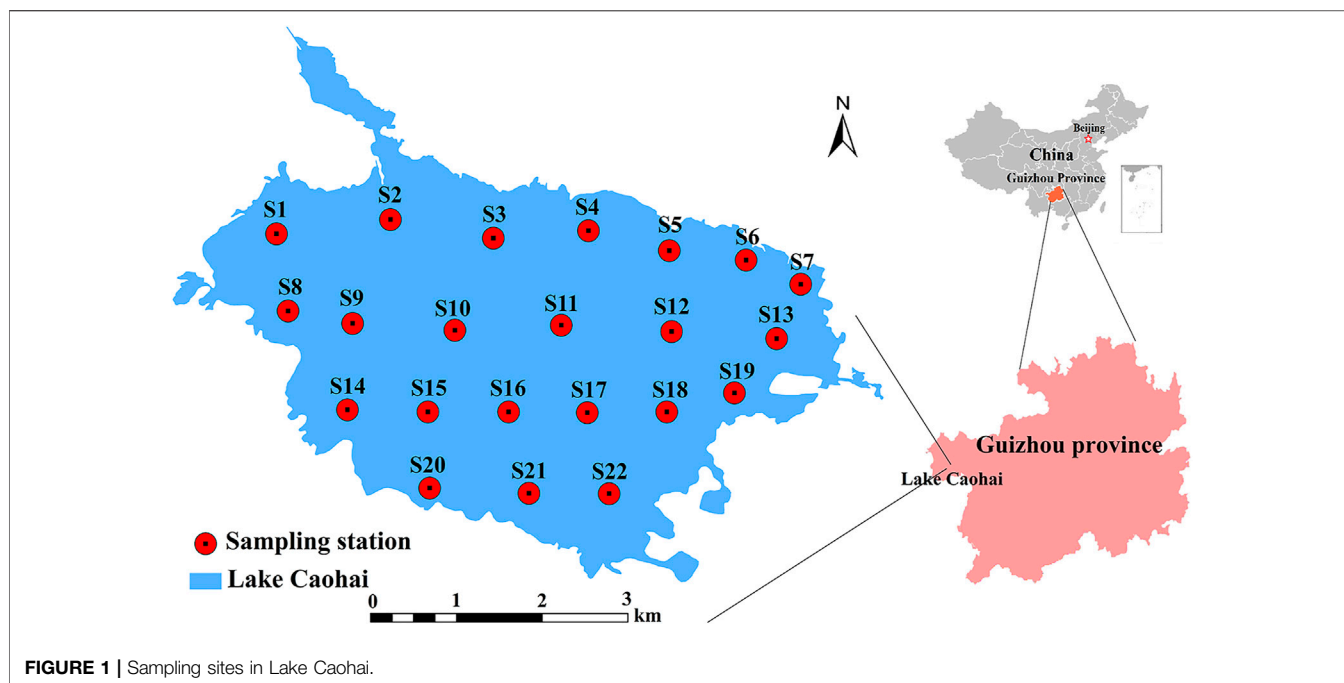 N
Beijing
China
Guizhou Province
S1
S2
S3
S4
S5
S6
S7
S8
S9
S10
S11
S12
S13
S14
S15
S16
S17
S18
S19
S20
S21
S22
Guizhou province
Lake Caohai
Sampling station
Lake Caohai
0 1 2 3
km
FIGURE 1 | Sampling sites in Lake Caohai.